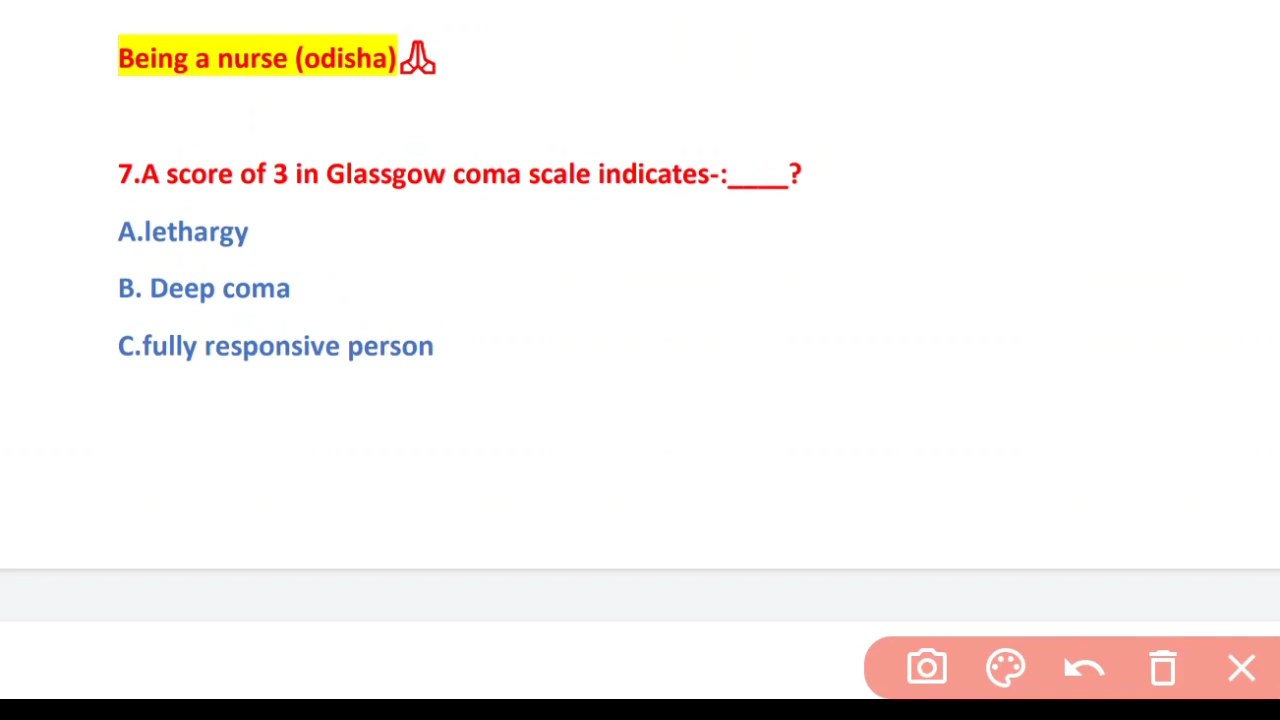 Being a nurse (odisha)🙏
7.A score of 3 in Glassgow coma scale indicates-:____?
A.lethargy
B. Deep coma
C.fully responsive person